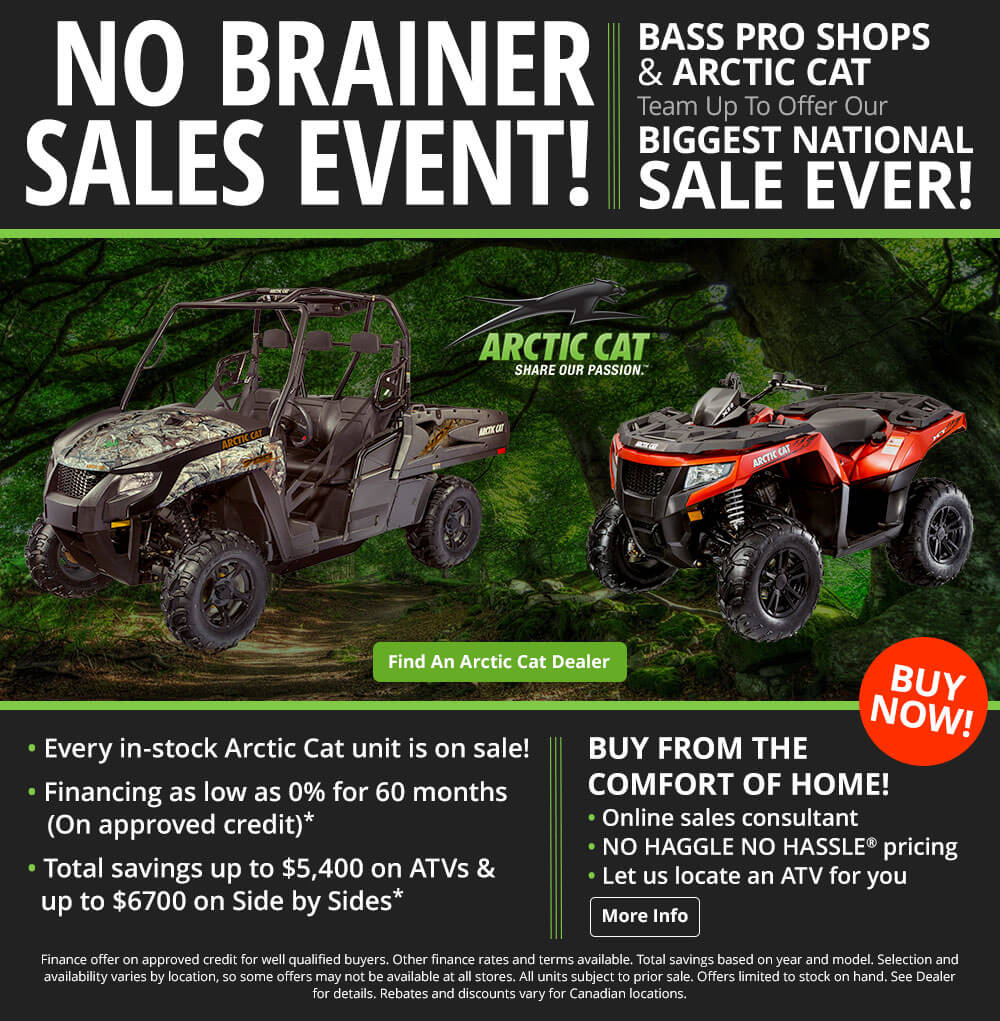 NO BRAINER
SALES EVENT!
BASS PRO SHOPS
& ARCTIC CAT
Team Up To Offer Our
BIGGEST NATIONAL
SALE EVER!
ARCTIC CAT
SHARE OUR PASSION.™
ARCTIC CAT
ARCTIC CAT
ARCTIC CAT
ARCTIC CAT
ARCTIC CAT
Find An Arctic Cat Dealer
BUY
NOW!
• Every in-stock Arctic Cat unit is on sale!
• Financing as low as 0% for 60 months
(On approved credit)*
• Total savings up to $5,400 on ATVs &
up to $6700 on Side by Sides*
BUY FROM THE
COMFORT OF HOME!
• Online sales consultant
• NO HAGGLE NO HASSLE® pricing
• Let us locate an ATV for you
More Info
Finance offer on approved credit for well qualified buyers. Other finance rates and terms available. Total savings based on year and model. Selection and
availability varies by location, so some offers may not be available at all stores. All units subject to prior sale. Offers limited to stock on hand. See Dealer
for details. Rebates and discounts vary for Canadian locations.